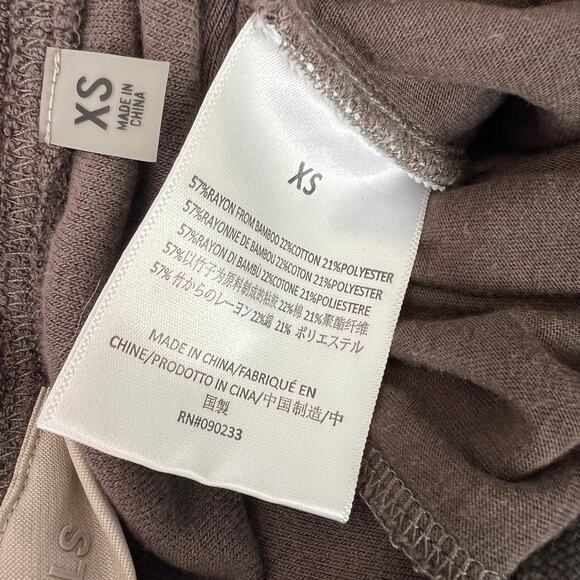 XS
MADE IN
CHINA
XS
57%RAYON FROM BAMBOO 22%COTTON 21%POLYESTER
57%RAYONNE DE BAMBOU 22%COTON 21%POLYESTER
57%RAYON DI BAMBÙ 22%COTONE 21%POLIESTERE
57%以竹子为原料制成的粘胶 22%棉 21%聚酯纤维
57% 竹からのレーヨン 22%綿 21% ポリエステル
MADE IN CHINA/FABRIQUÉ EN
CHINE/PRODOTTO IN CINA/中国制造/中
国製
RN#090233